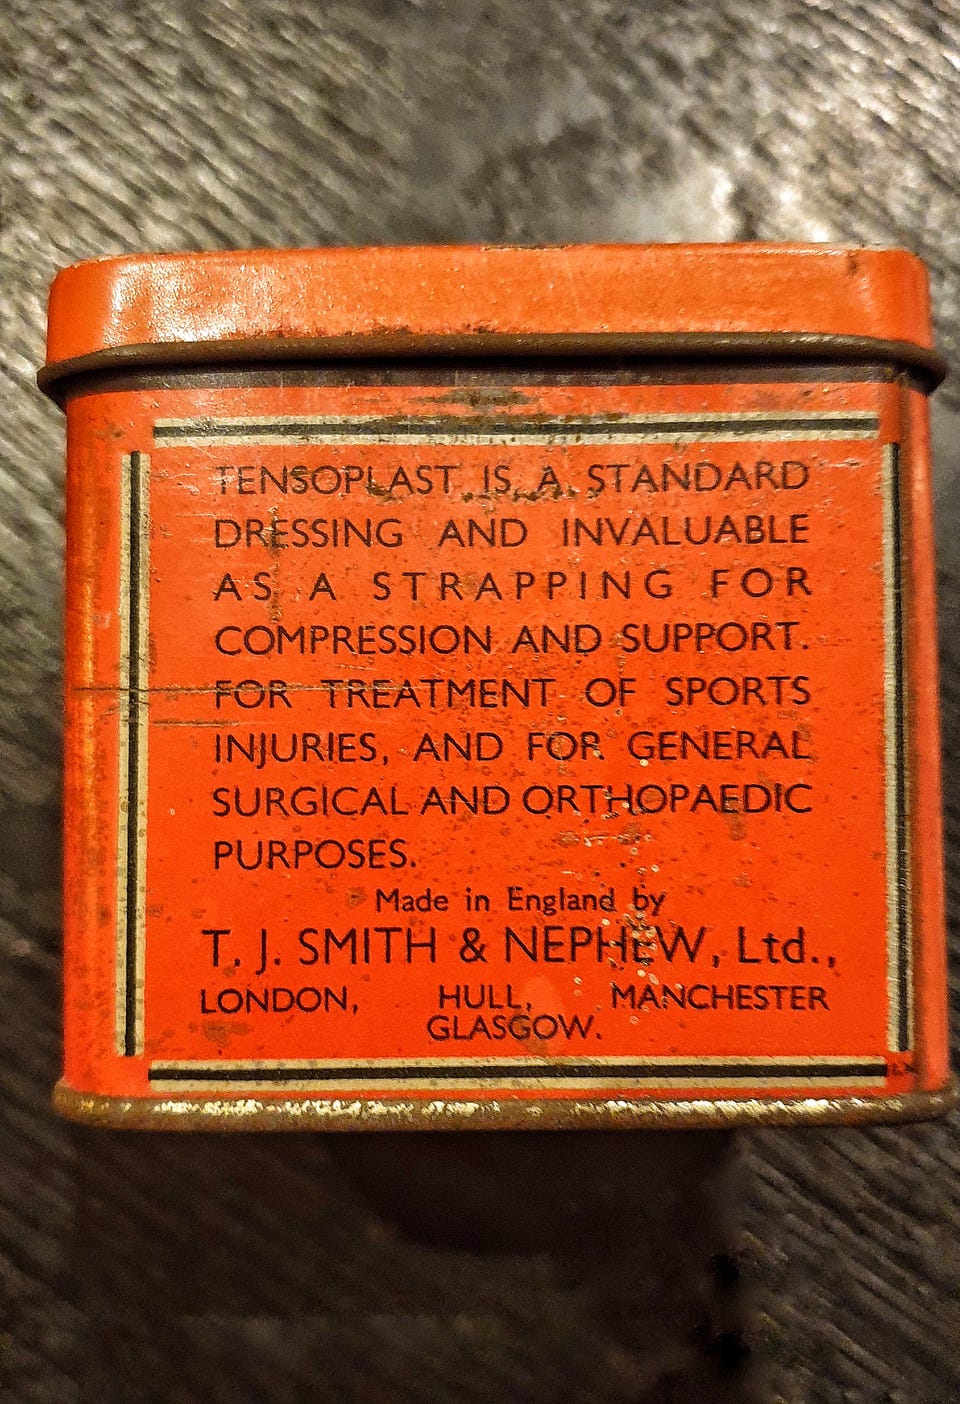 TENSOPLAST IS A STANDARD
DRESSING AND INVALUABLE
AS A STRAPPING FOR
COMPRESSION AND SUPPORT.
FOR TREATMENT OF SPORTS
INJURIES, AND FOR GENERAL
SURGICAL AND ORTHOPAEDIC
PURPOSES.
Made in England by
T. J. SMITH & NEPHEW, Ltd.,
LONDON, HULL, MANCHESTER
GLASGOW.